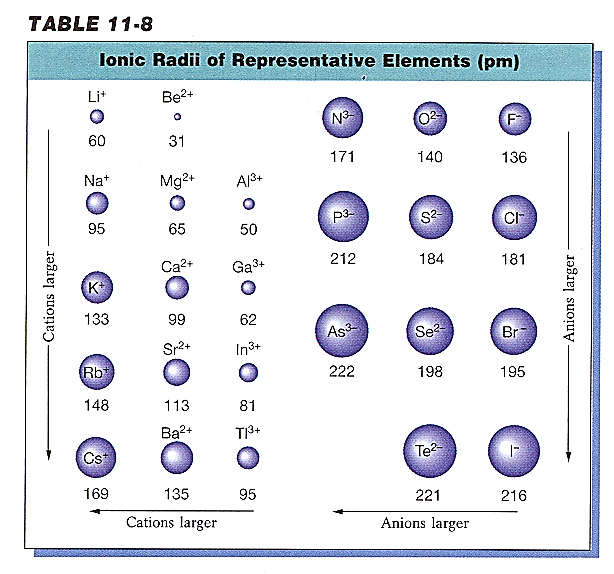 TABLE 11-8
Ionic Radii of Representative Elements (pm)
Li⁺ Be²⁺ N³⁻ O²⁻ F⁻
60 31 171 140 136
Na⁺ Mg²⁺ Al³⁺ P³⁻ S²⁻ Cl⁻
95 65 50 212 184 181
K⁺ Ca²⁺ Ga³⁺ As³⁻ Se²⁻ Br⁻
133 99 62 222 198 195
Rb⁺ Sr²⁺ In³⁺
148 113 81
Cs⁺ Ba²⁺ Tl³⁺ Te²⁻ I⁻
169 135 95 221 216
Cations larger
Anions larger
Cations larger
Anions larger